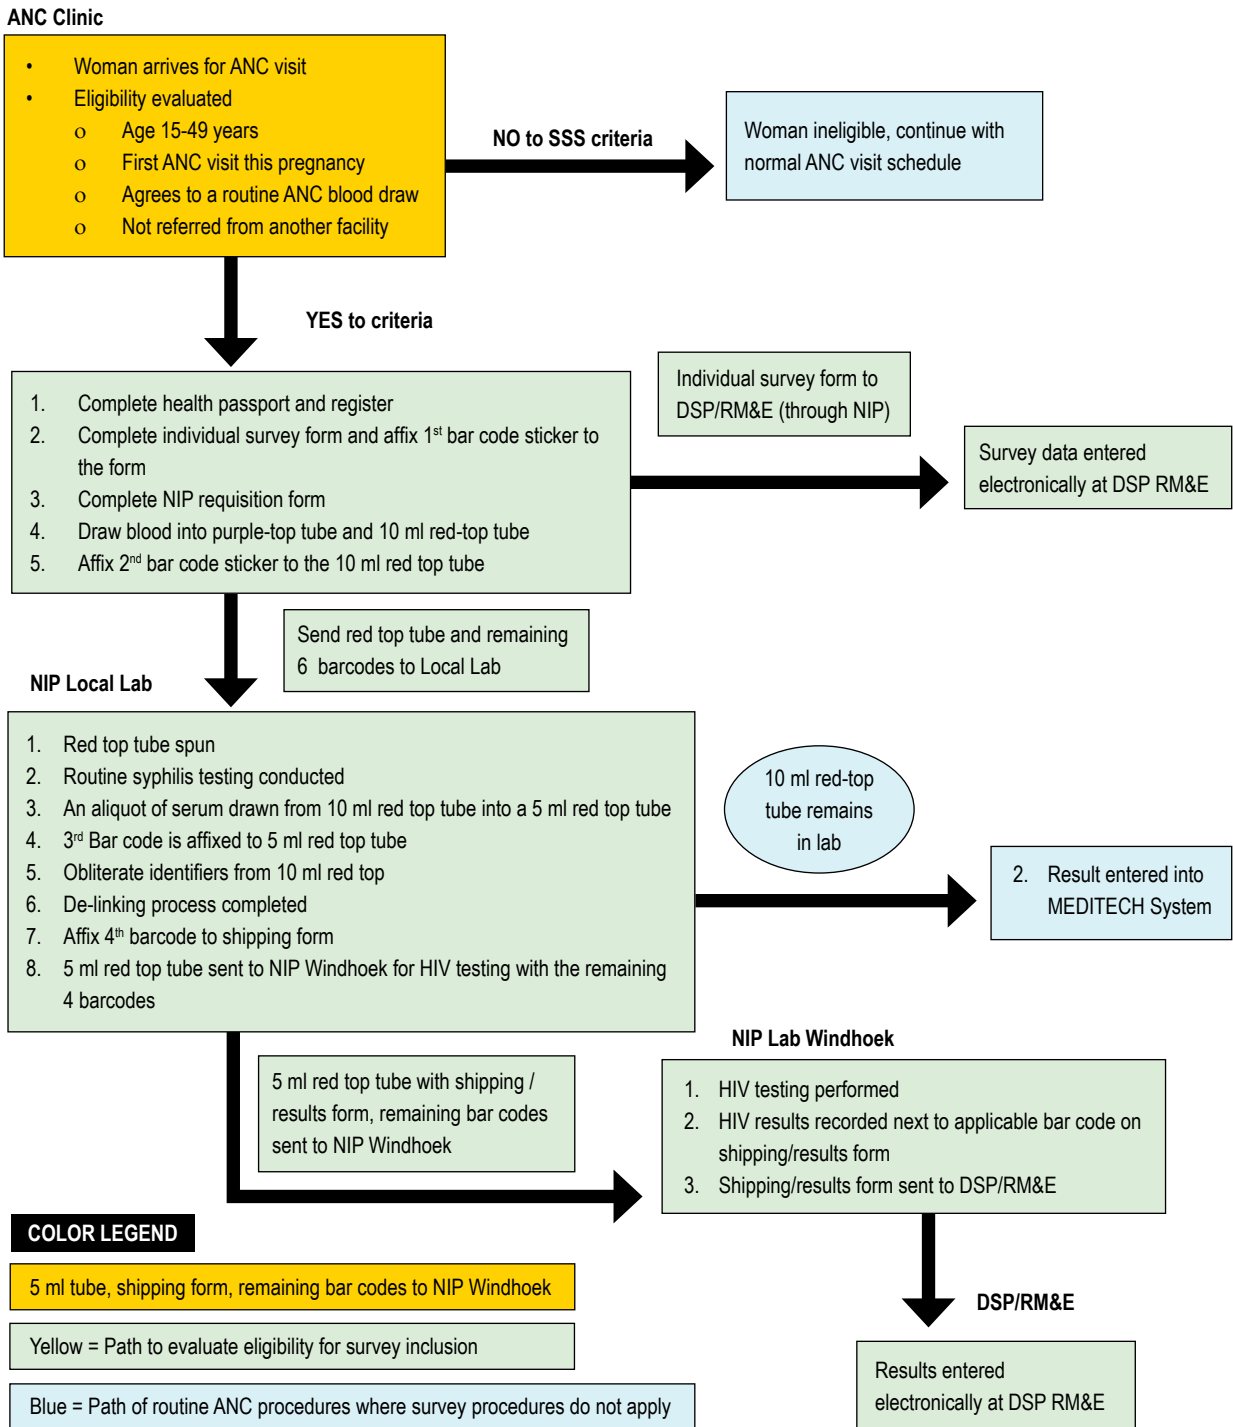 ANC Clinic
• Woman arrives for ANC visit
• Eligibility evaluated
o Age 15-49 years
o First ANC visit this pregnancy
o Agrees to a routine ANC blood draw
o Not referred from another facility
NO to SSS criteria
Woman ineligible, continue with
normal ANC visit schedule
YES to criteria
1. Complete health passport and register
2. Complete individual survey form and affix 1st bar code sticker to
the form
3. Complete NIP requisition form
4. Draw blood into purple-top tube and 10 ml red-top tube
5. Affix 2nd bar code sticker to the 10 ml red top tube
Individual survey form to
DSP/RM&E (through NIP)
Survey data entered
electronically at DSP RM&E
Send red top tube and remaining
6 barcodes to Local Lab
NIP Local Lab
1. Red top tube spun
2. Routine syphilis testing conducted
3. An aliquot of serum drawn from 10 ml red top tube into a 5 ml red top tube
4. 3rd Bar code is affixed to 5 ml red top tube
5. Obliterate identifiers from 10 ml red top
6. De-linking process completed
7. Affix 4th barcode to shipping form
8. 5 ml red top tube sent to NIP Windhoek for HIV testing with the remaining
4 barcodes
10 ml red-top
tube remains
in lab
2. Result entered into
MEDITECH System
5 ml red top tube with shipping /
results form, remaining bar codes
sent to NIP Windhoek
NIP Lab Windhoek
1. HIV testing performed
2. HIV results recorded next to applicable bar code on
shipping/results form
3. Shipping/results form sent to DSP/RM&E
COLOR LEGEND
5 ml tube, shipping form, remaining bar codes to NIP Windhoek
Yellow = Path to evaluate eligibility for survey inclusion
Blue = Path of routine ANC procedures where survey procedures do not apply
DSP/RM&E
Results entered
electronically at DSP RM&E